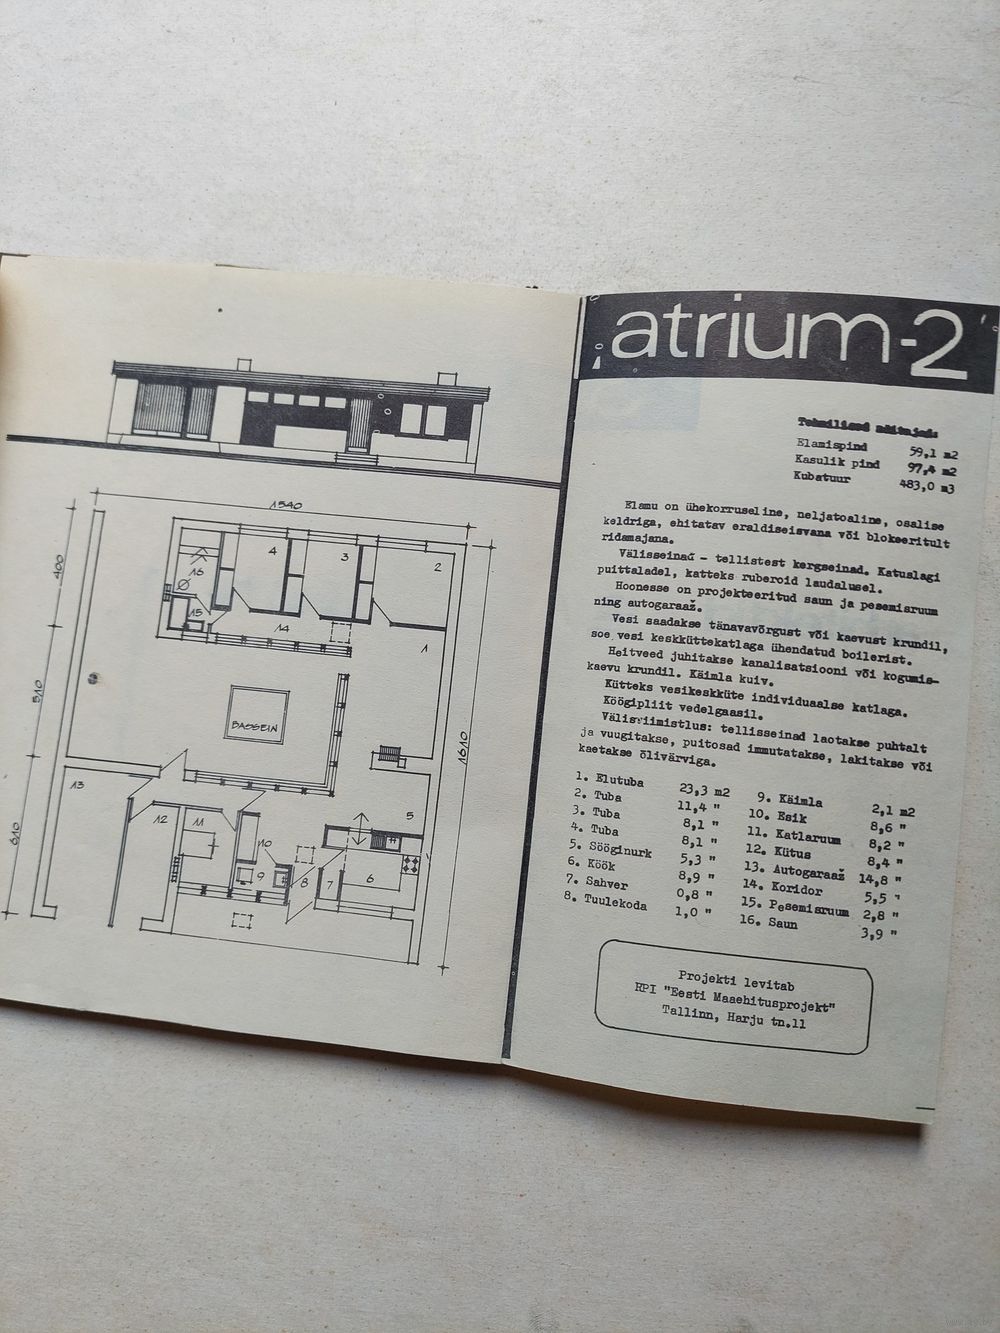 1540
400
510
610
1610
16
4
3
2
15
14
1
BASSEIN
13
12
11
10
9
8
7
6
5
atrium-2
Tehnilised näitajad:
Elamispind 59,1 m2
Kasulik pind 97,4 m2
Kubatuur 483,0 m3
Elamu on ühekorruseline, neljatoaline, osalise
keldriga, ehitatav eraldiseisvana või blokeeritult
ridamajana.
Välisseinad - tellistest kergseinad. Katuslagi
puittaladel, katteks ruberoid laudalusel.
Hoonesse on projekteeritud saun ja pesemisruum
ning autogaraaž.
Vesi saadakse tänavavõrgust või kaevust krundil,
soe vesi keskküttekatlaga ühendatud boilerist.
Heitveed juhitakse kanalisatsiooni või kogumis-
kaevu krundil. Käimla kuiv.
Kütteks vesikeskküte individuaalse katlaga.
Köögipliit vedelgaasil.
Välisviimistlus: tellisseinad laotakse puhtalt
ja vuugitakse, puitosad immutatakse, lakitakse või
kaetakse õlivärviga.
1. Elutuba 23,3 m2
2. Tuba 11,4 "
3. Tuba 8,1 "
4. Tuba 8,1 "
5. Sööginurk 5,3 "
6. Köök 8,9 "
7. Sahver 0,8 "
8. Tuulekoda 1,0 "
9. Käimla 2,1 m2
10. Esik 8,6 "
11. Katlaruum 8,2 "
12. Kütus 8,4 "
13. Autogaraaž 14,8 "
14. Koridor 5,5 "
15. Pesemisruum 2,8 "
16. Saun 3,9 "
Projekti levitab
RPI "Eesti Maaehitusprojekt"
Tallinn, Harju tn.11